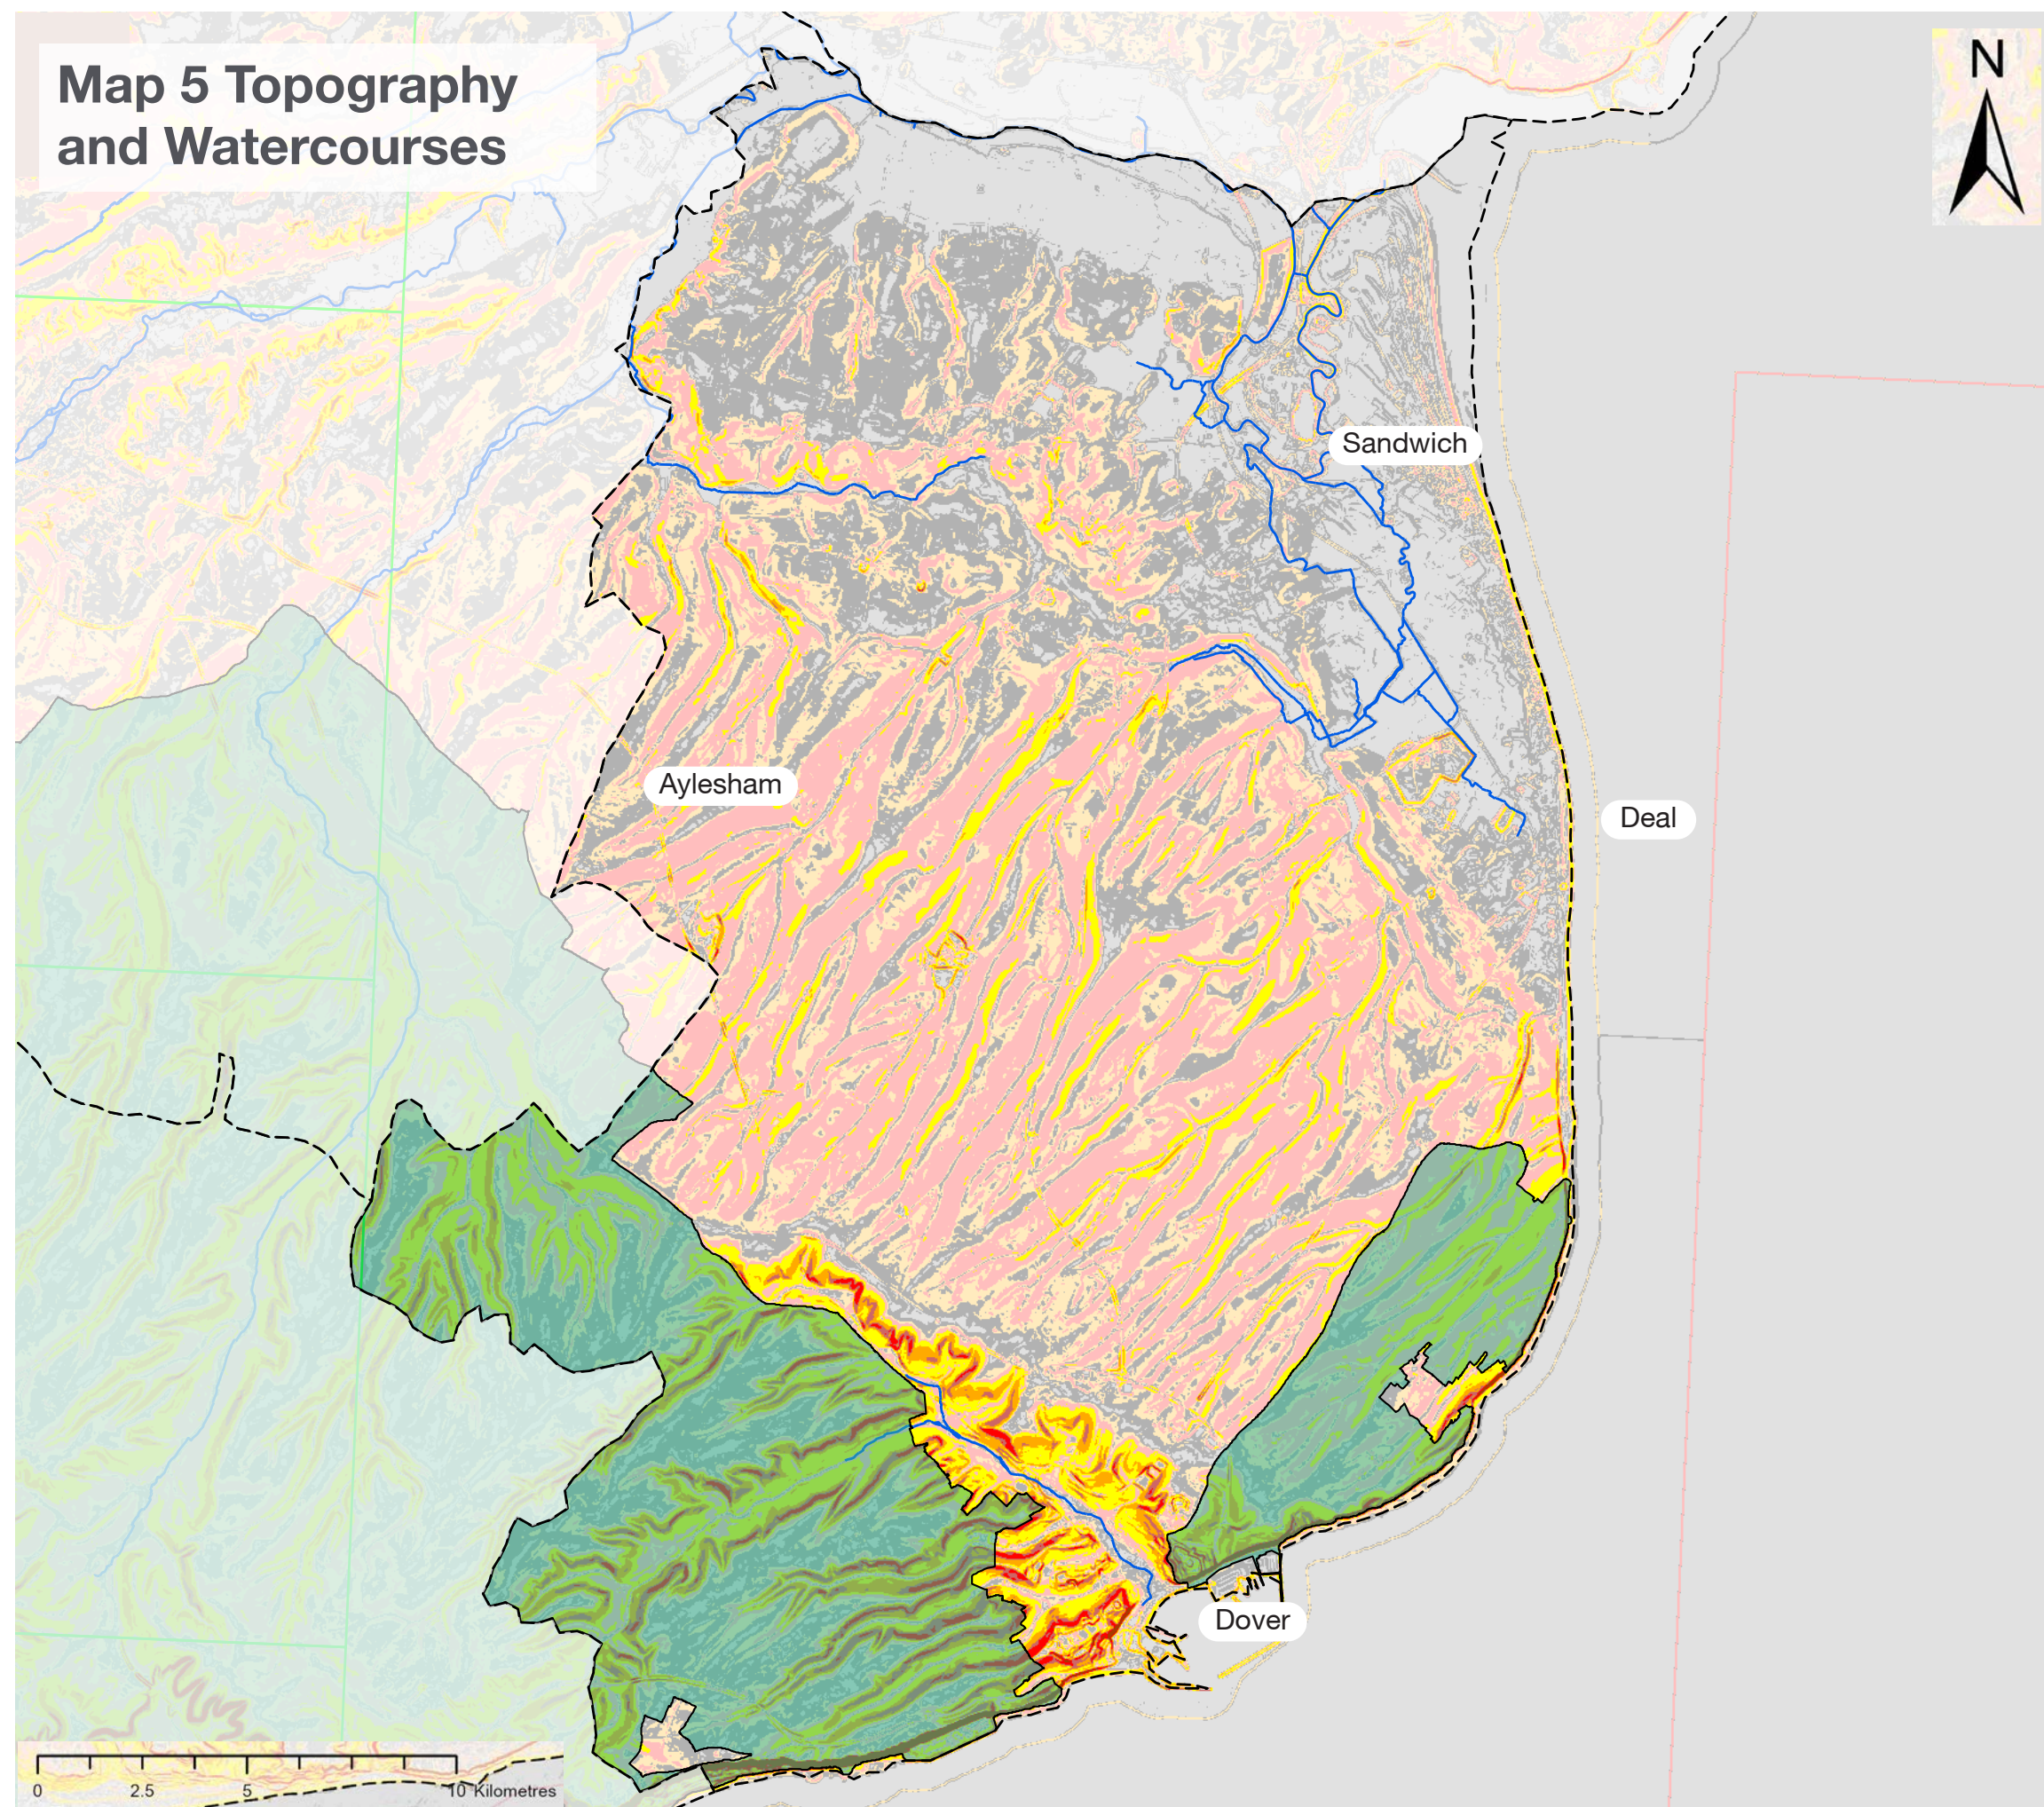 Map 5 Topography
and Watercourses
N
Sandwich
Aylesham
Deal
Dover
0 2.5 5 10 Kilometres